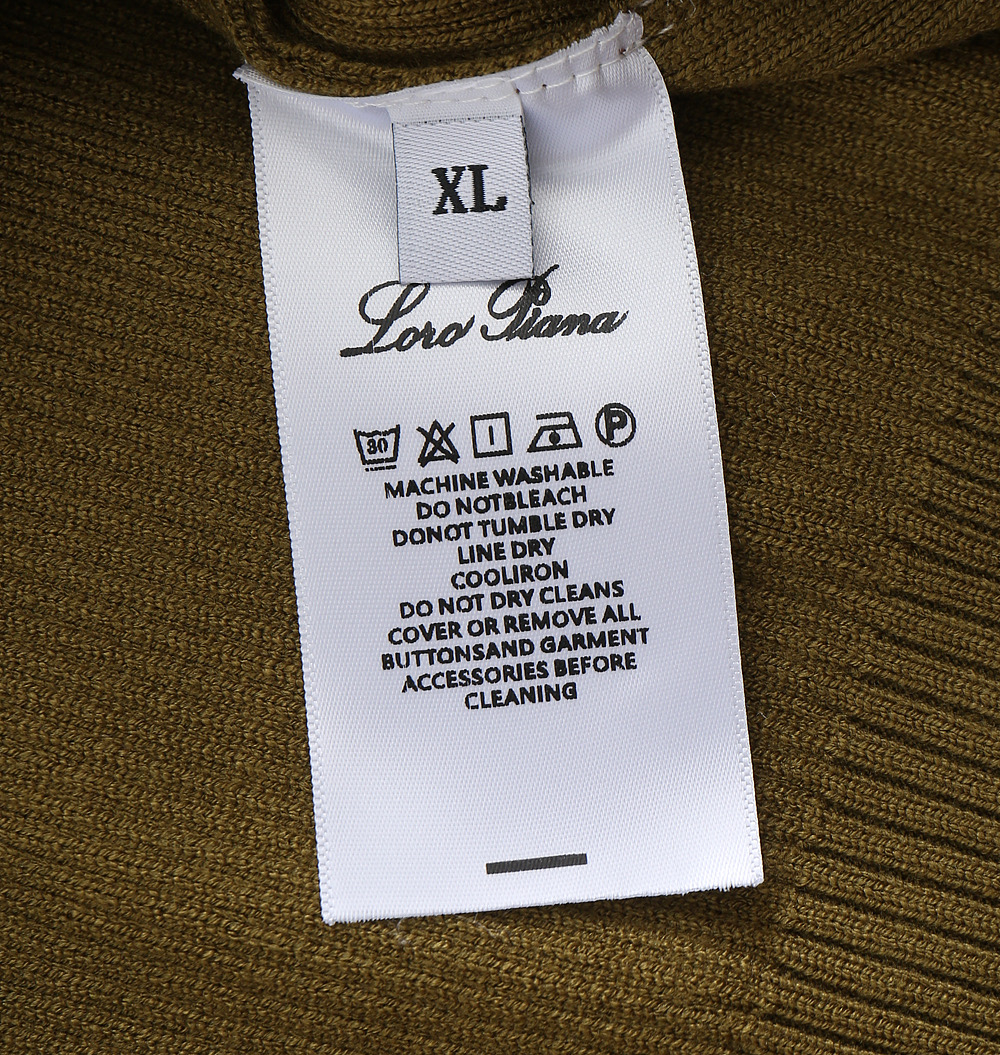 XL
Loro Piana
30
P
MACHINE WASHABLE
DO NOTBLEACH
DONOT TUMBLE DRY
LINE DRY
COOLIRON
DO NOT DRY CLEANS
COVER OR REMOVE ALL
BUTTONSAND GARMENT
ACCESSORIES BEFORE
CLEANING